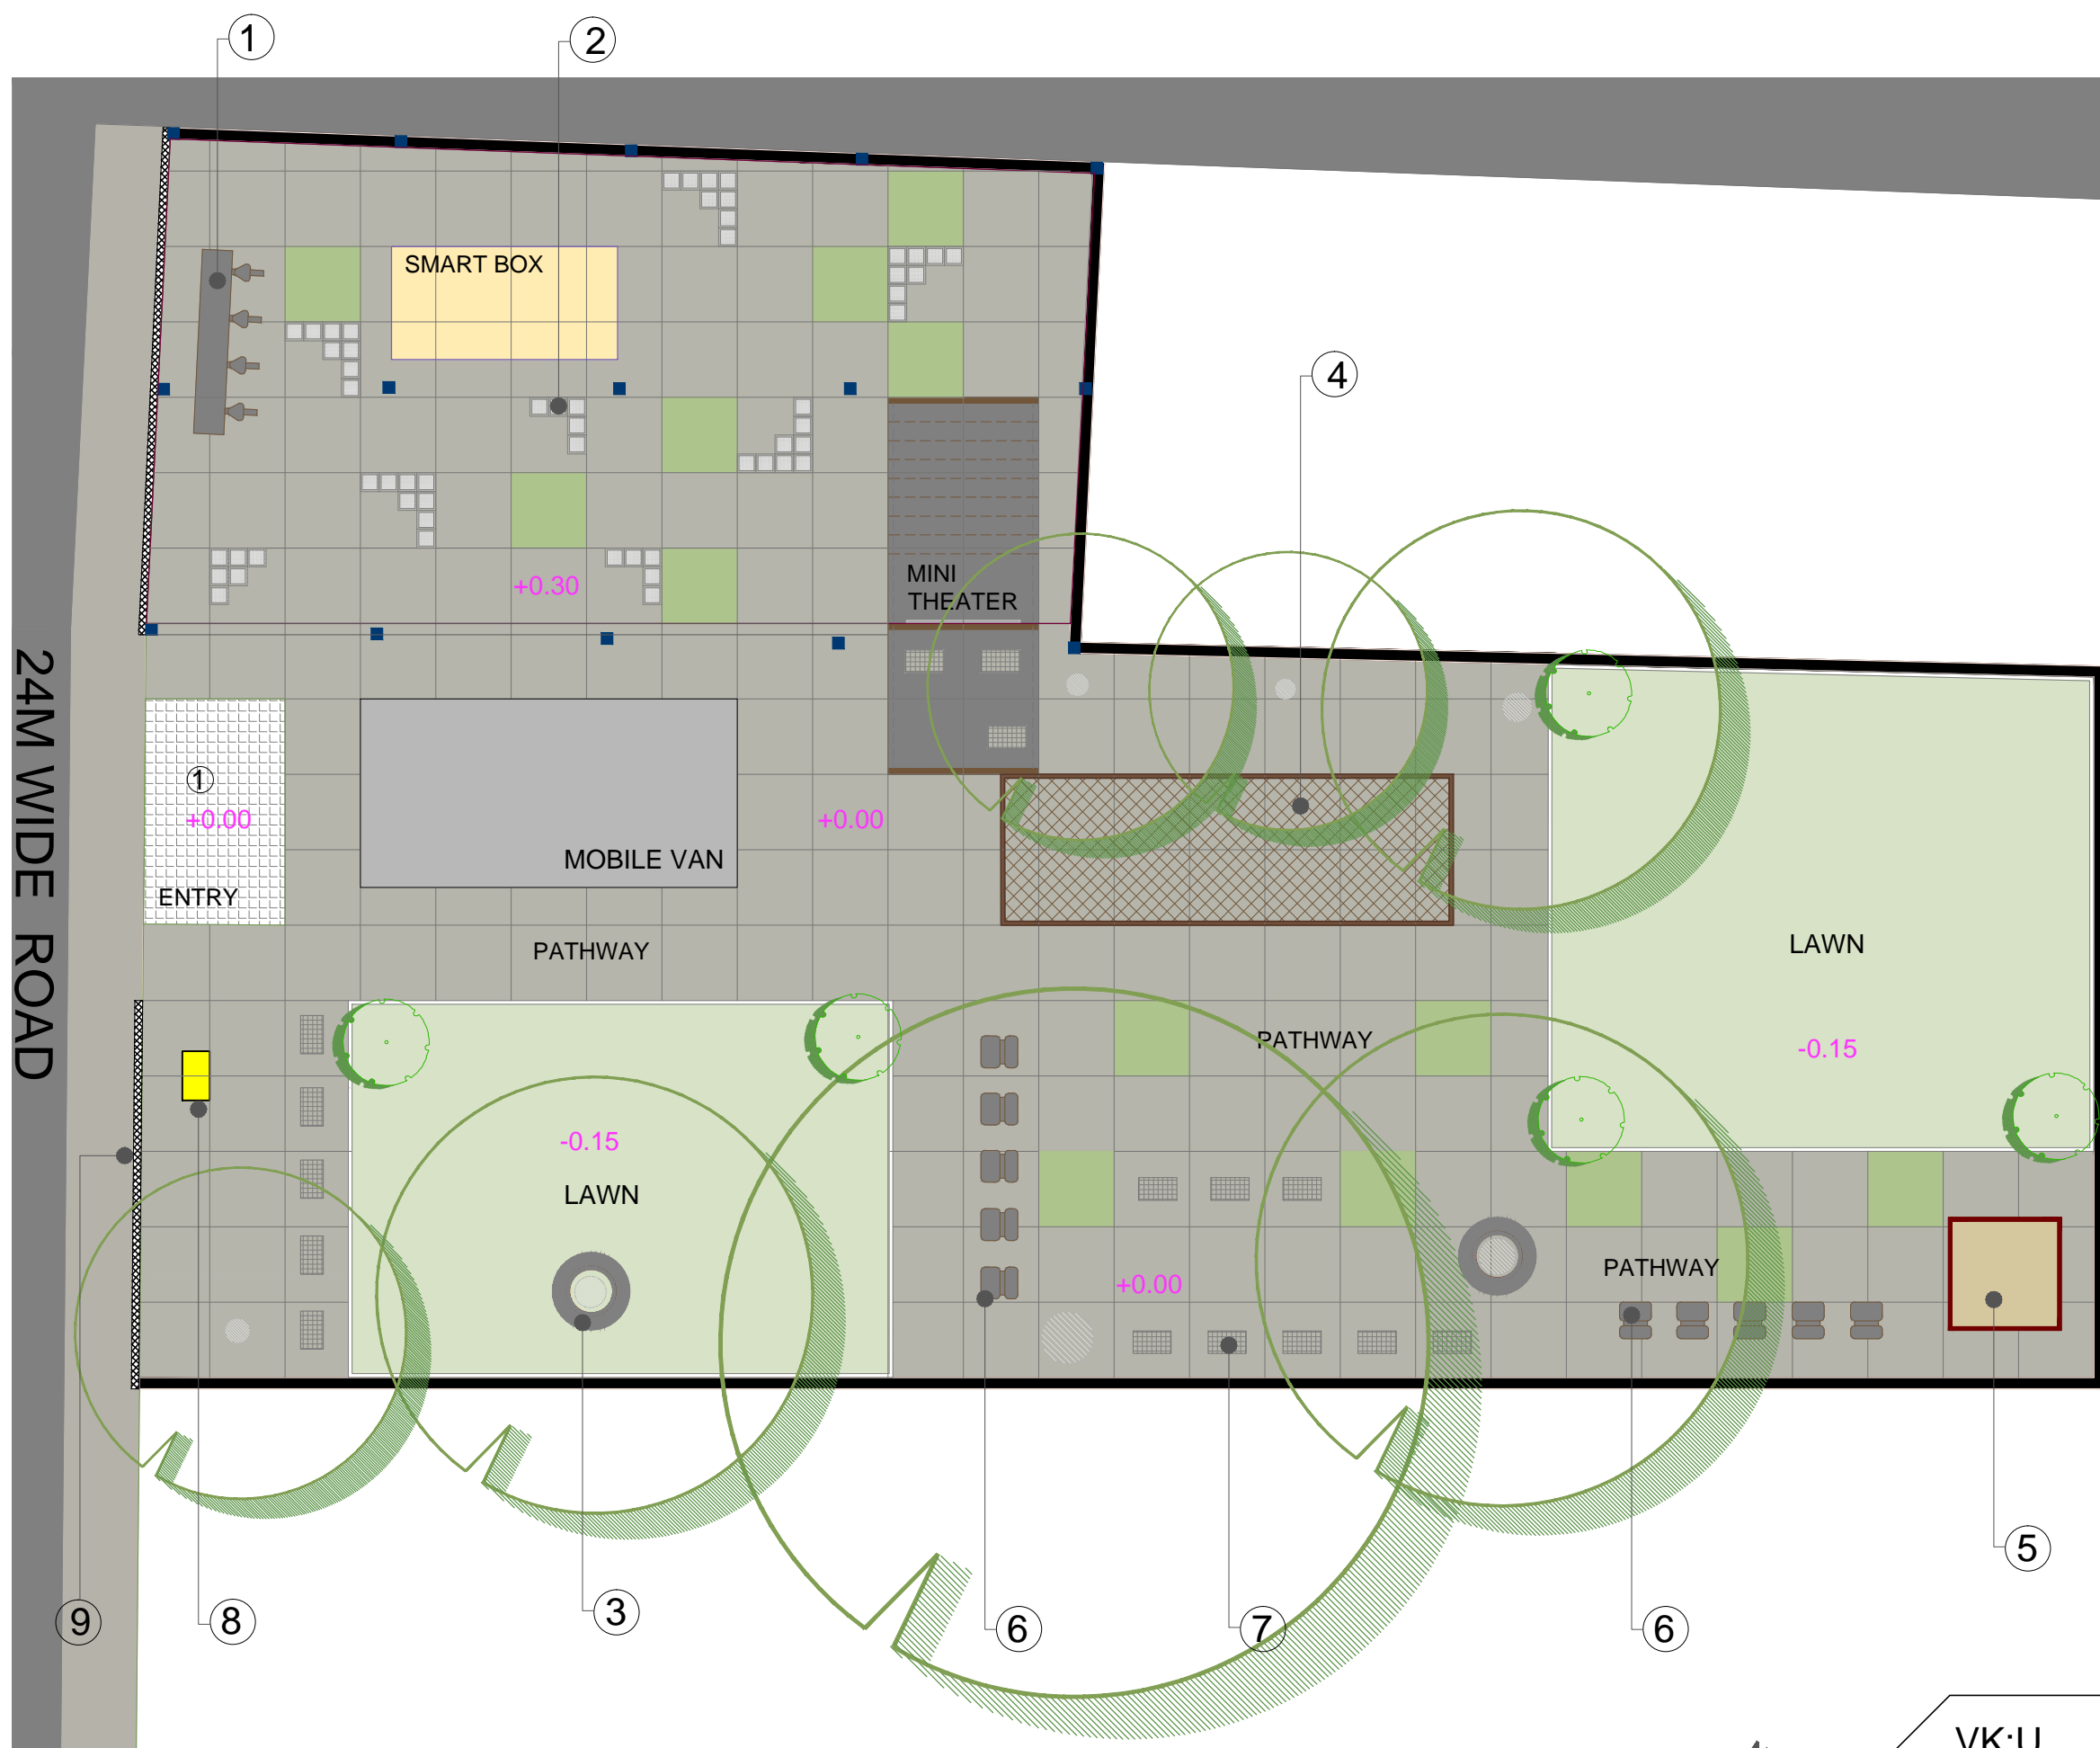 1
2
SMART BOX
4
+0.30
MINI
THEATER
24M WIDE ROAD
1
+0.00
ENTRY
MOBILE VAN
+0.00
PATHWAY
LAWN
-0.15
PATHWAY
-0.15
LAWN
+0.00
PATHWAY
5
9
8
3
6
7
6
VK:U